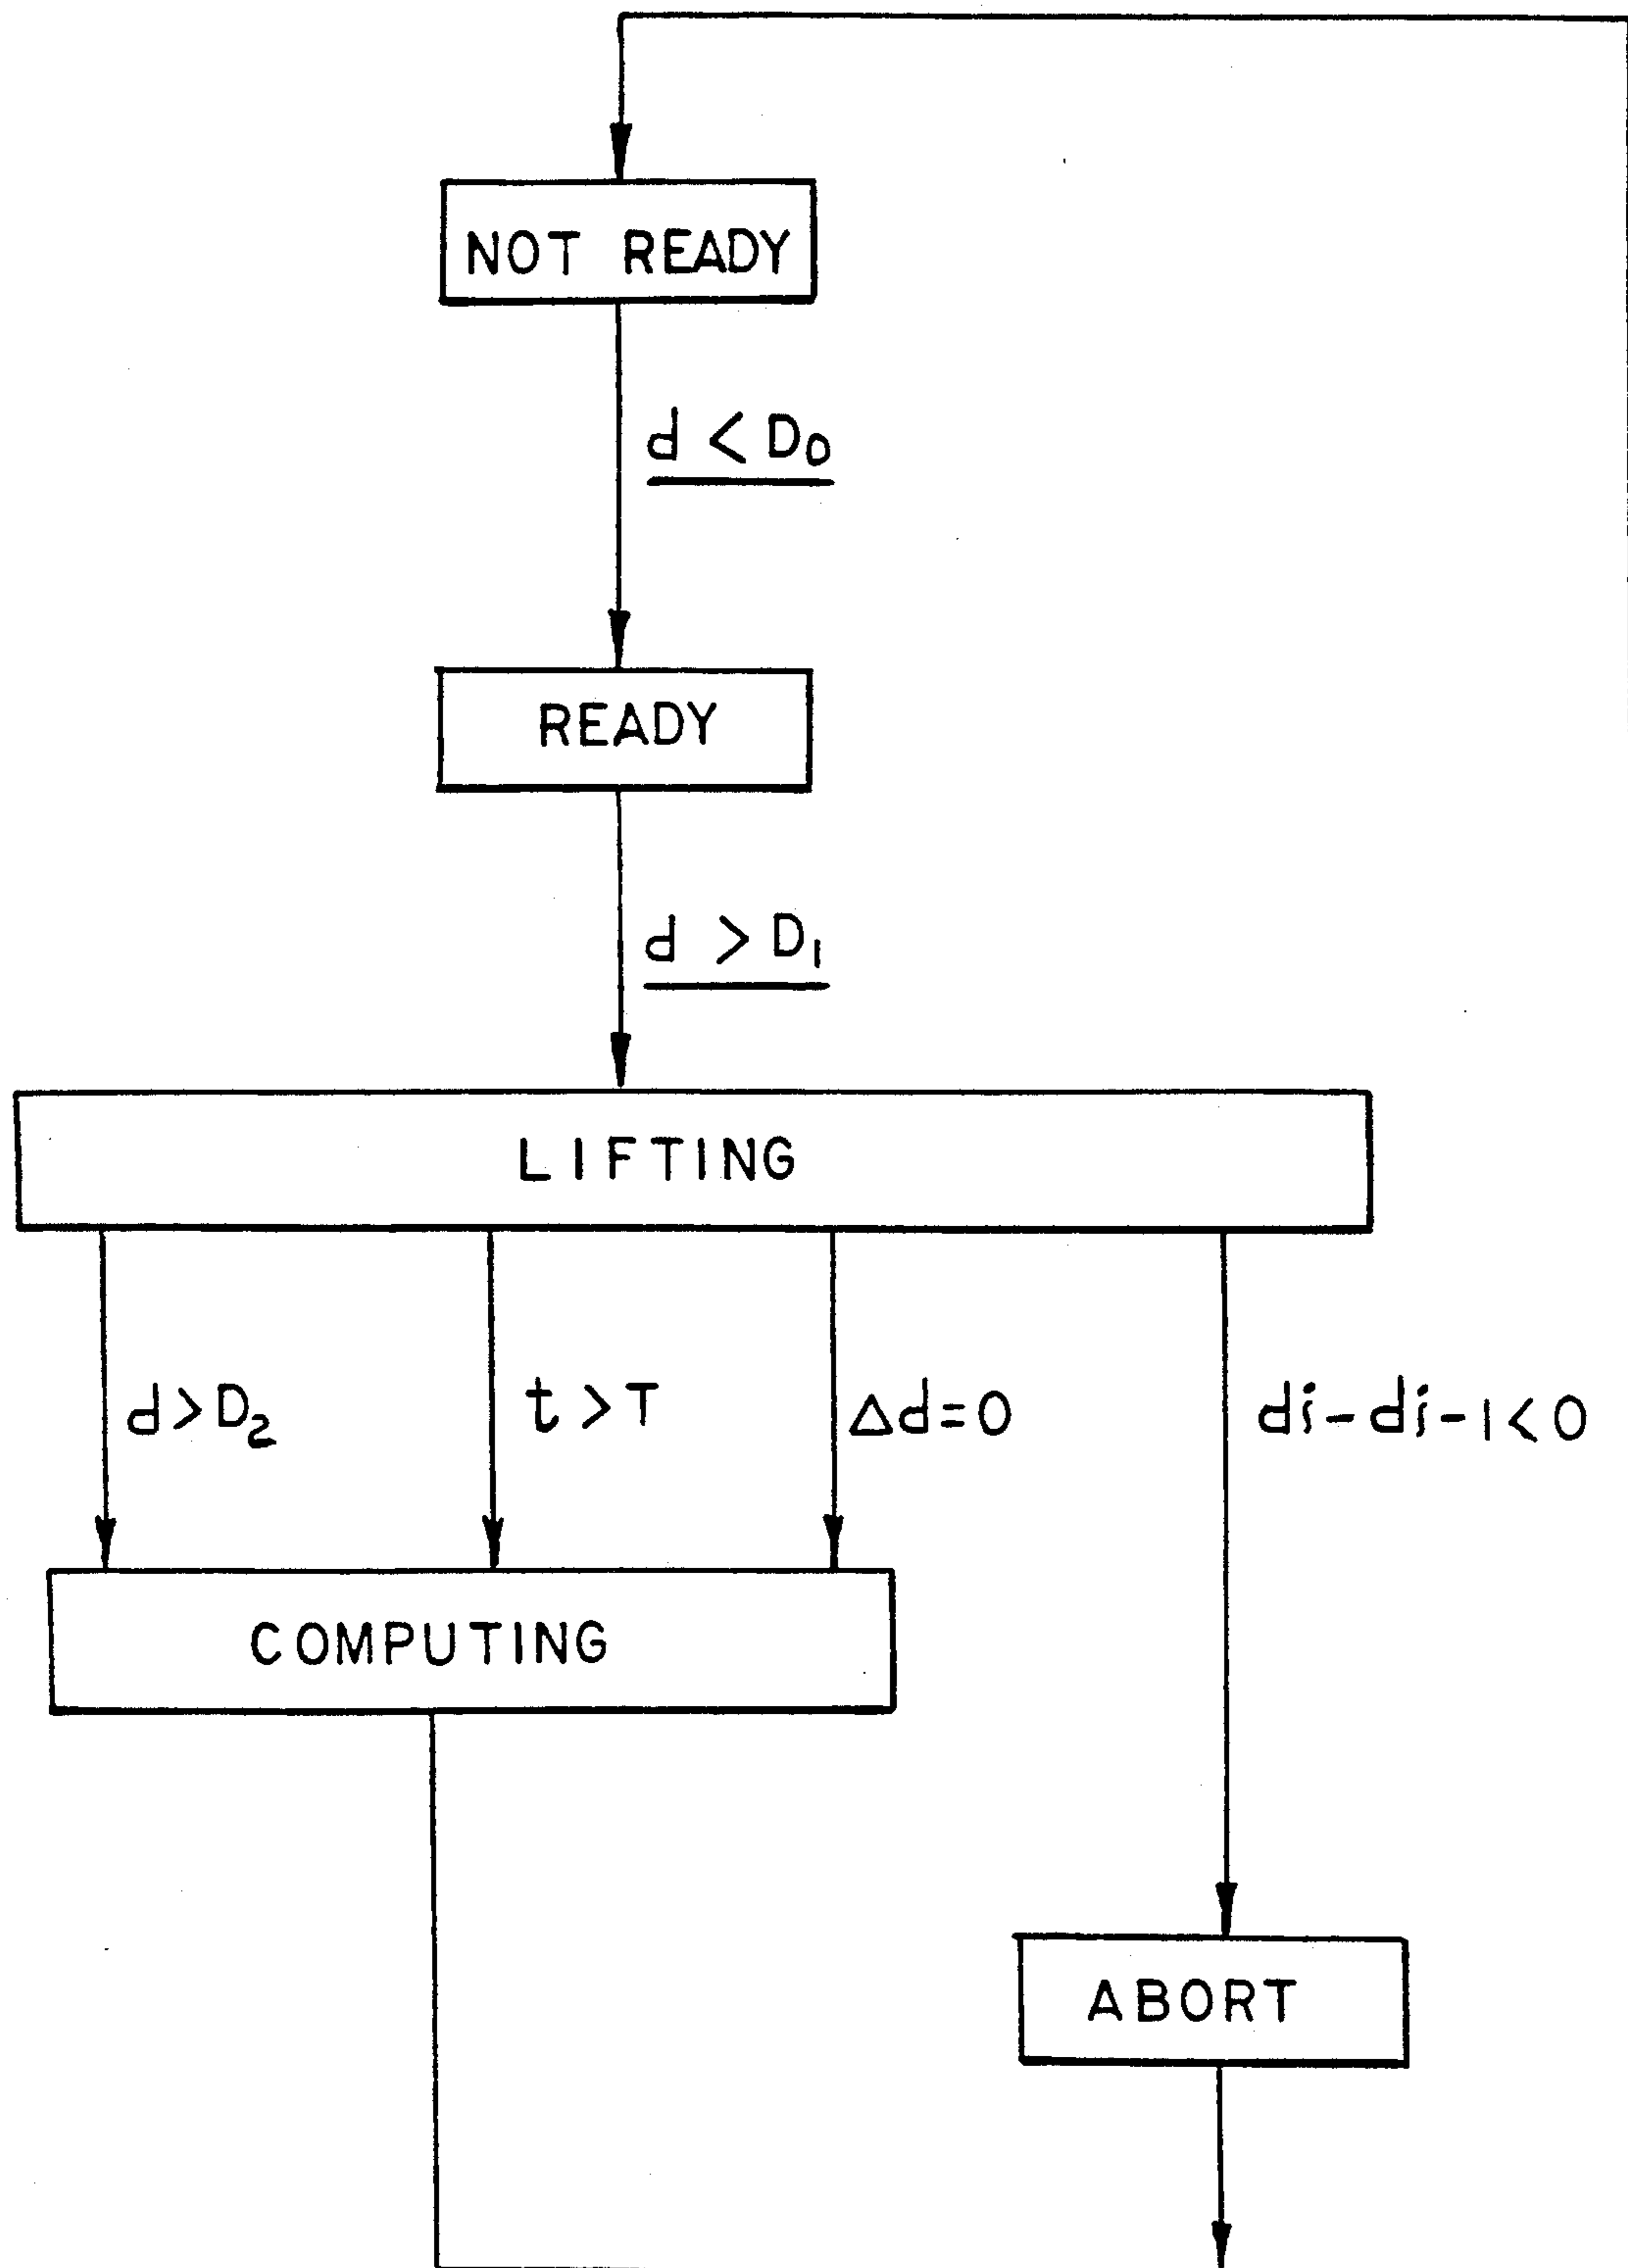 NOT READY
d < D₀
READY
d > D₁
LIFTING
d > D₂
t > T
Δd = 0
di - di - 1 < 0
COMPUTING
ABORT